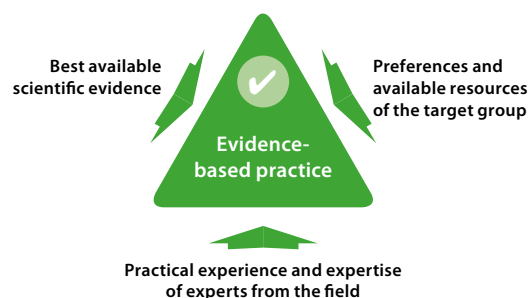 Best available
scientific evidence
Preferences and
available resources
of the target group
Evidence-
based practice
Practical experience and expertise
of experts from the field